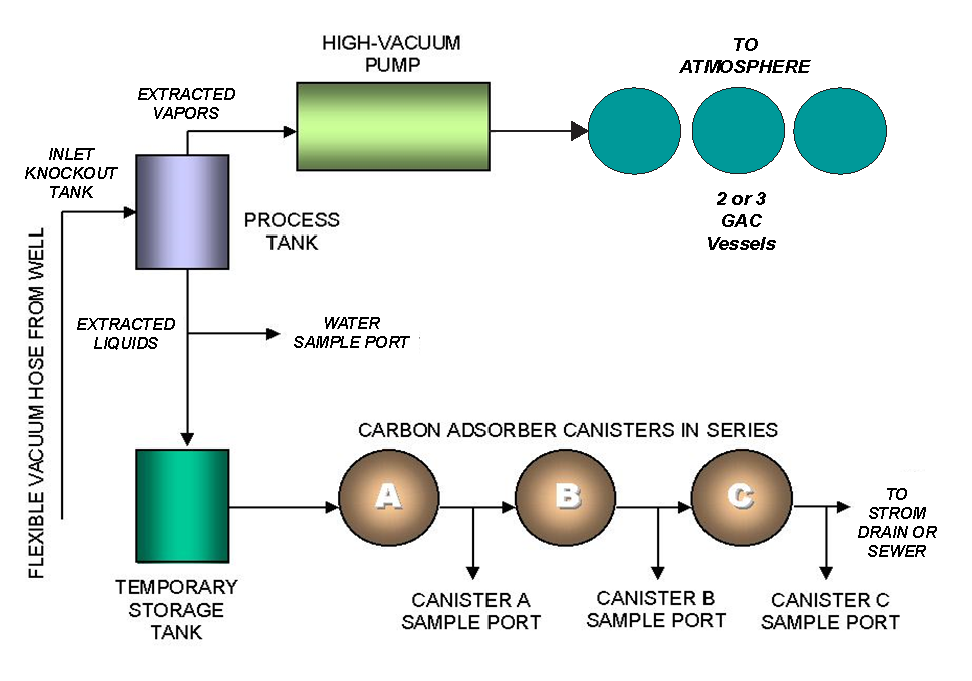 HIGH-VACUUM
PUMP
TO
ATMOSPHERE
EXTRACTED
VAPORS
INLET
KNOCKOUT
TANK
PROCESS
TANK
2 or 3
GAC
Vessels
FLEXIBLE VACUUM HOSE FROM WELL
EXTRACTED
LIQUIDS
WATER
SAMPLE PORT
CARBON ADSORBER CANISTERS IN SERIES
A
B
C
TO
STROM
DRAIN OR
SEWER
TEMPORARY
STORAGE
TANK
CANISTER A
SAMPLE PORT
CANISTER B
SAMPLE PORT
CANISTER C
SAMPLE PORT